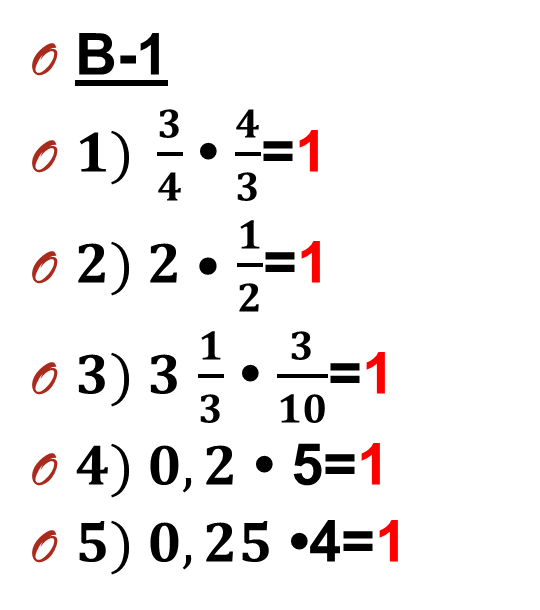 В-1
1) 3/4 • 4/3=1
2) 2 • 1/2=1
3) 3 1/3 • 3/10=1
4) 0,2 • 5=1
5) 0,25 •4=1